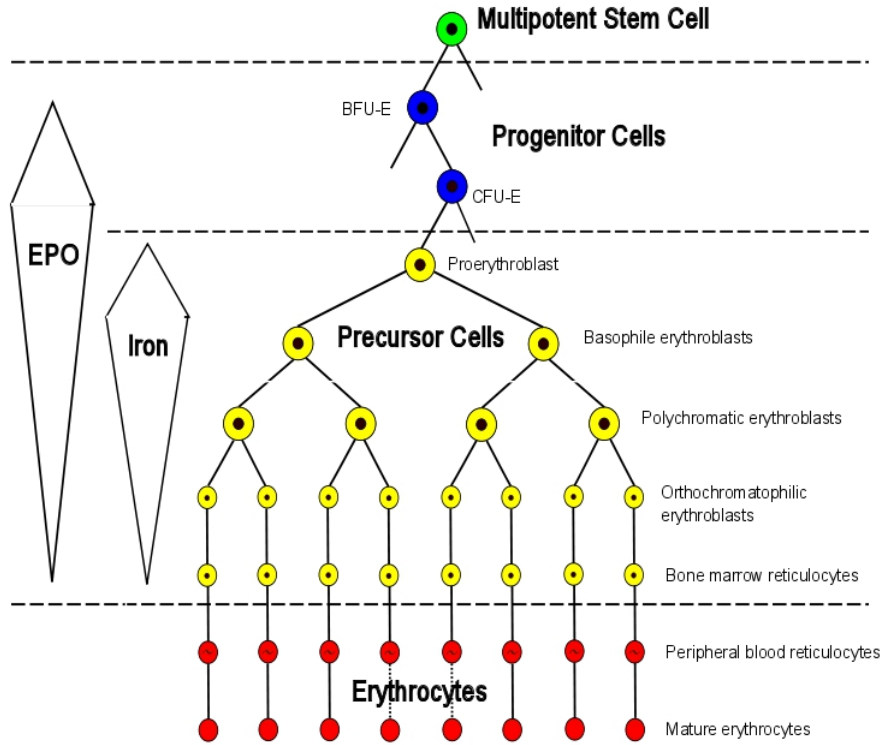 Multipotent Stem Cell
BFU-E
Progenitor Cells
CFU-E
EPO
Proerythroblast
Iron
Precursor Cells
Basophile erythroblasts
Polychromatic erythroblasts
Orthochromatophilic
erythroblasts
Bone marrow reticulocytes
Peripheral blood reticulocytes
Erythrocytes
Mature erythrocytes